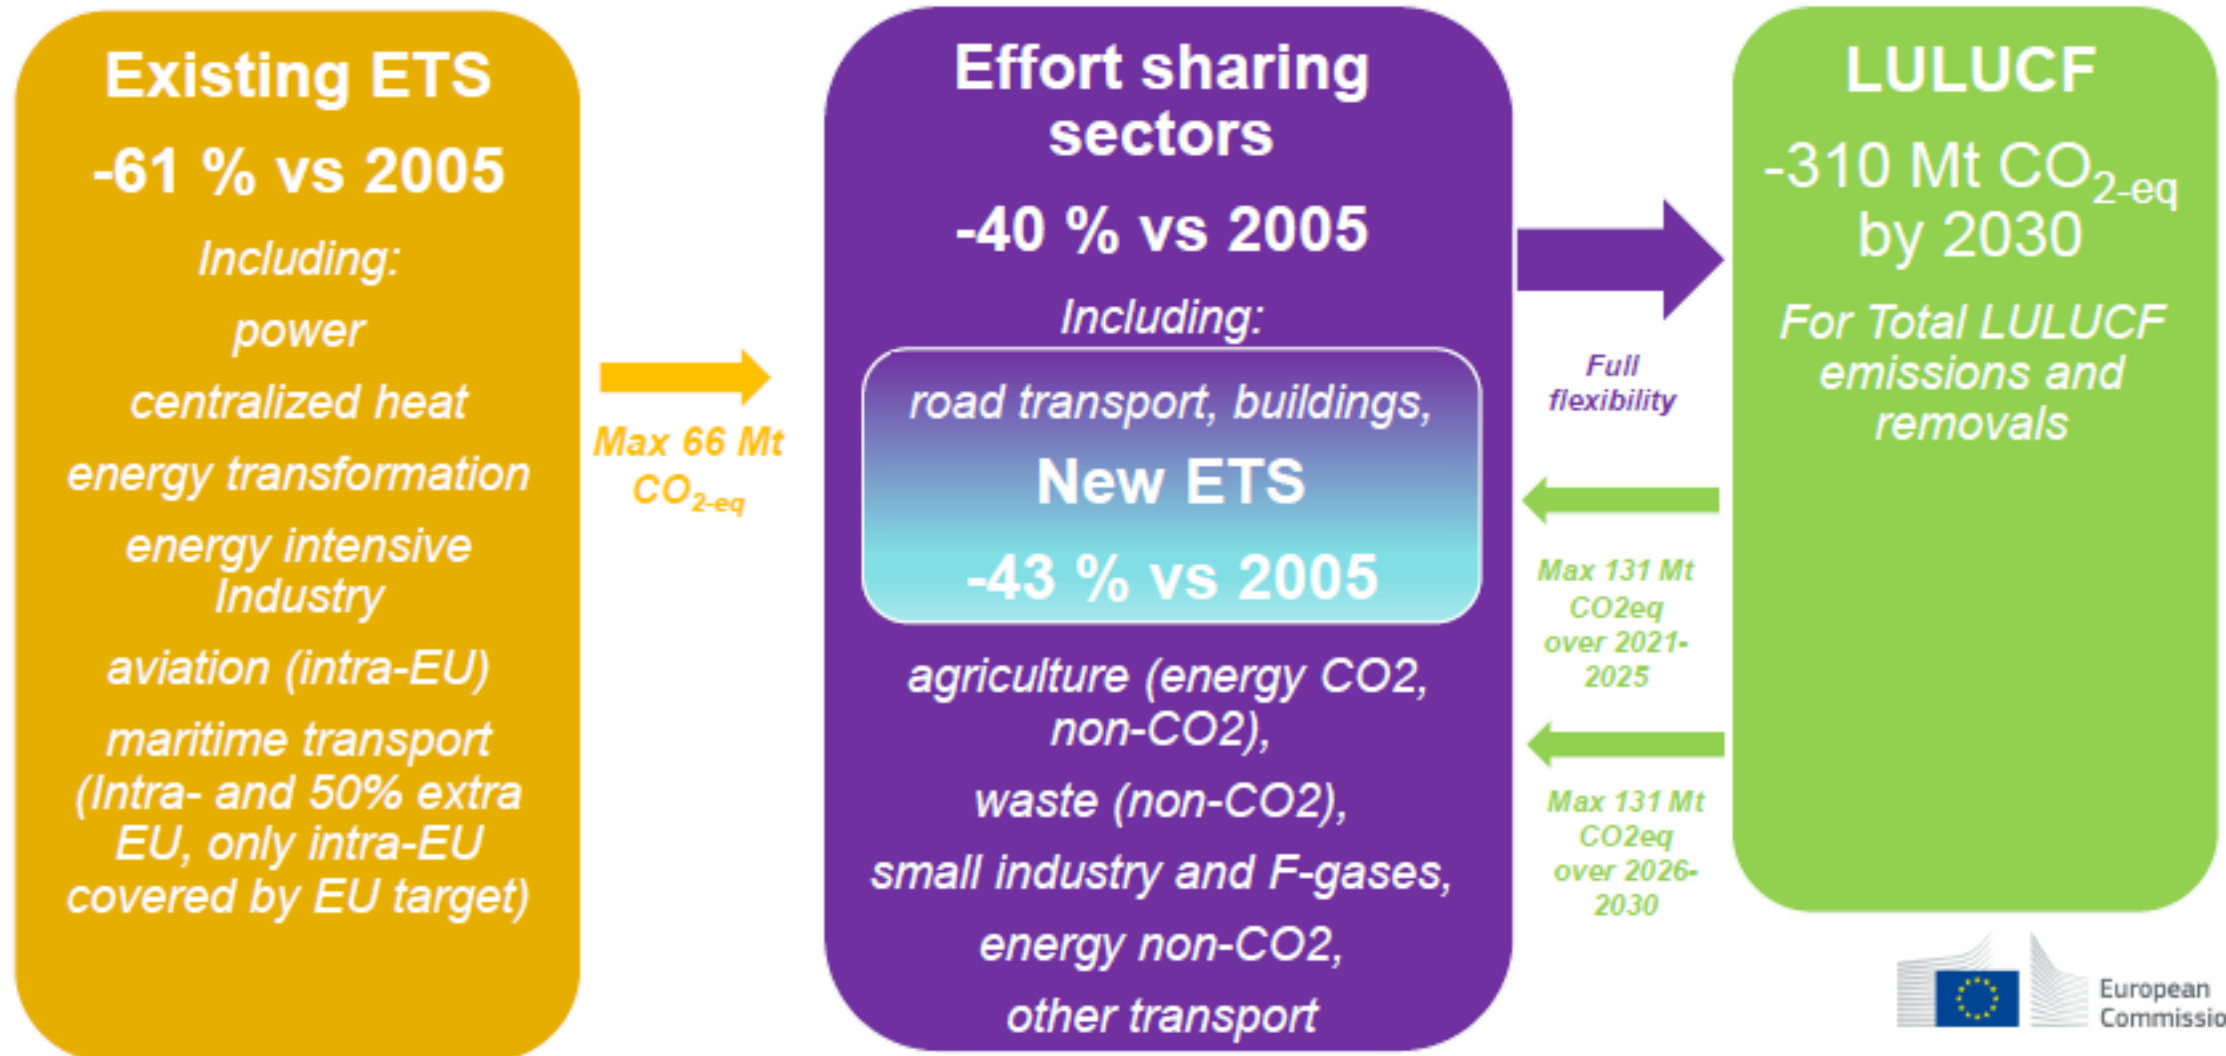 Existing ETS
-61 % vs 2005
Including:
power
centralized heat
energy transformation
energy intensive
Industry
aviation (intra-EU)
maritime transport
(Intra- and 50% extra
EU, only intra-EU
covered by EU target)
Max 66 Mt
CO2-eq
Effort sharing
sectors
-40 % vs 2005
Including:
road transport, buildings,
New ETS
-43 % vs 2005
agriculture (energy CO2,
non-CO2),
waste (non-CO2),
small industry and F-gases,
energy non-CO2,
other transport
Full
flexibility
Max 131 Mt
CO2eq
over 2021-
2025
Max 131 Mt
CO2eq
over 2026-
2030
LULUCF
-310 Mt CO2-eq
by 2030
For Total LULUCF
emissions and
removals
European
Commissio